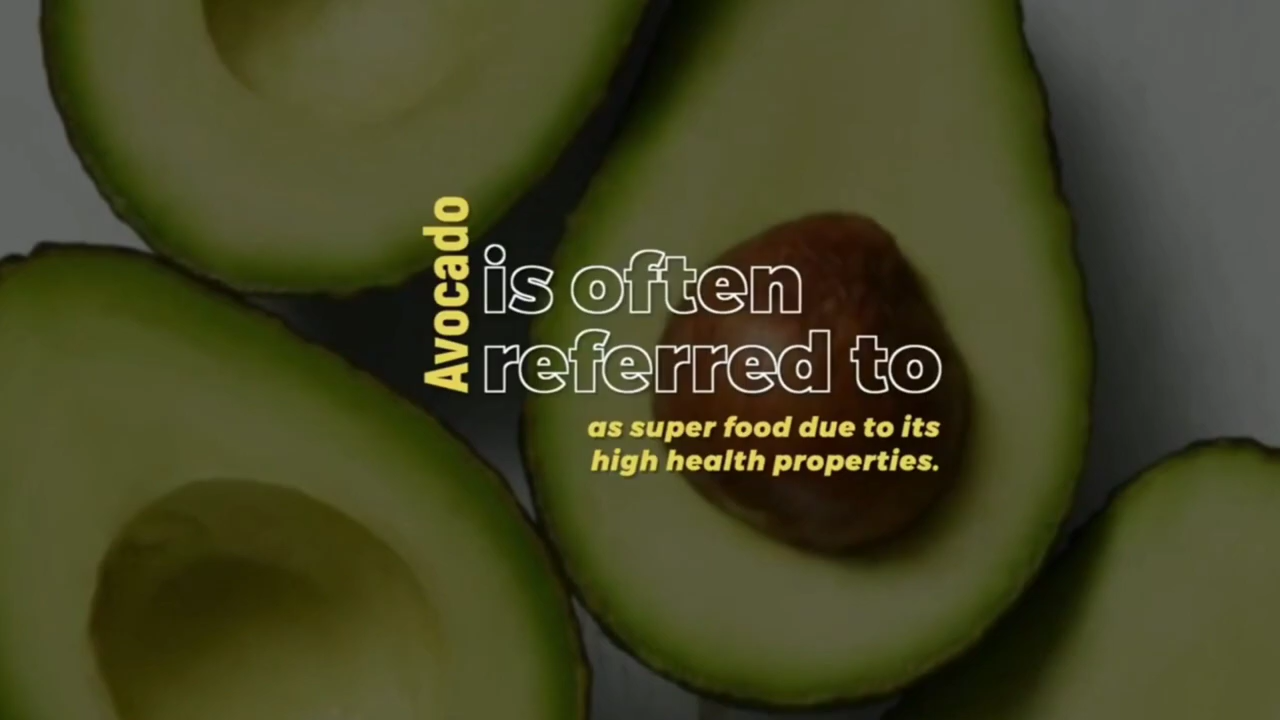 Avocado
is often
referred to
as super food due to its
high health properties.